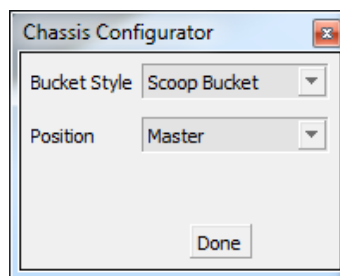 Chassis Configurator
Bucket Style Scoop Bucket
Position Master
Done